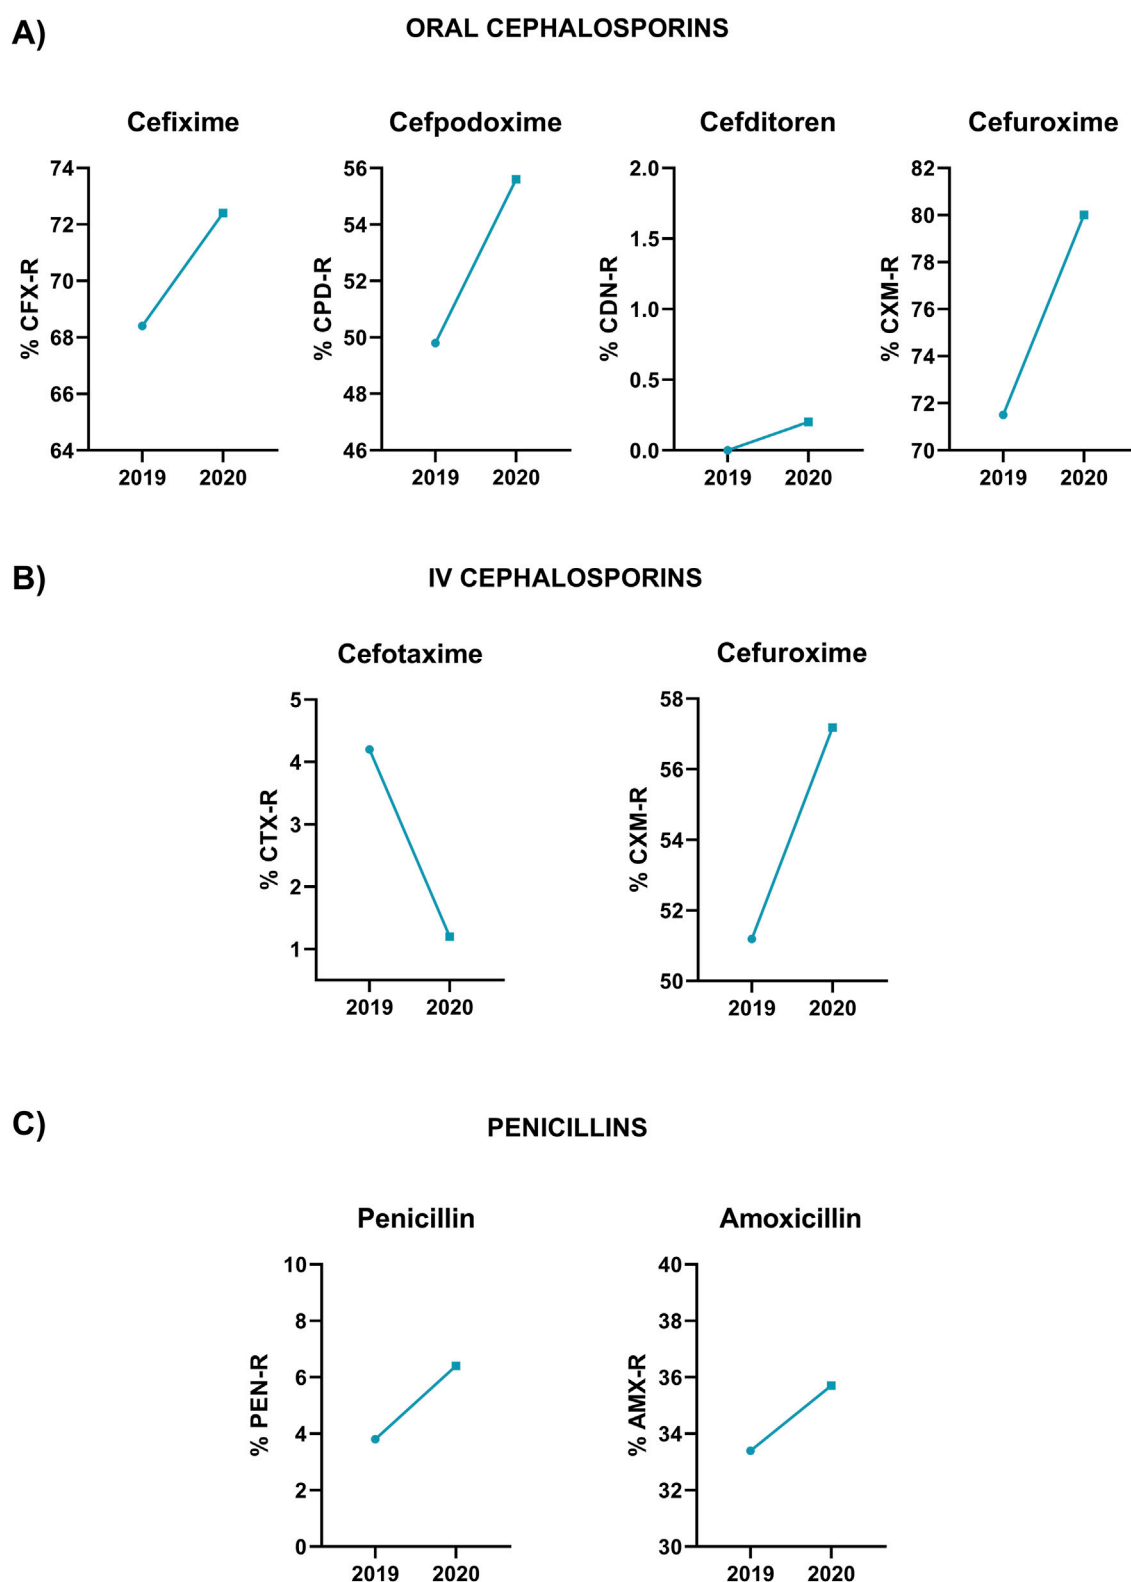 A)
ORAL CEPHALOSPORINS
Cefixime
% CFX-R
74
72
70
68
66
64
2019 2020
Cefpodoxime
% CPD-R
56
54
52
50
48
46
2019 2020
Cefditoren
% CDN-R
2.0
1.5
1.0
0.5
0.0
2019 2020
Cefuroxime
% CXM-R
82
80
78
76
74
72
70
2019 2020
B)
IV CEPHALOSPORINS
Cefotaxime
% CTX-R
5
4
3
2
1
2019 2020
Cefuroxime
% CXM-R
58
56
54
52
50
2019 2020
C)
PENICILLINS
Penicillin
% PEN-R
10
8
6
4
2
0
2019 2020
Amoxicillin
% AMX-R
40
38
36
34
32
30
2019 2020